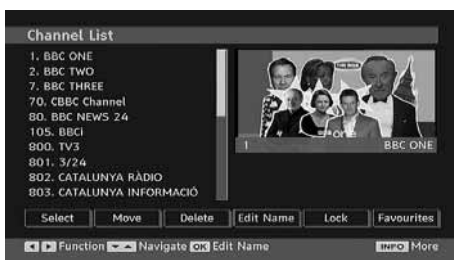 Channel List
1. BBC ONE
2. BBC TWO
7. BBC THREE
70. CBBC Channel
80. BBC NEWS 24
105. BBCi
800. TV3
801. 3/24
802. CATALUNYA RÀDIO
803. CATALUNYA INFORMACIÓ
one
1 BBC ONE
Select Move Delete Edit Name Lock Favourites
Function Navigate OK Edit Name INFO More